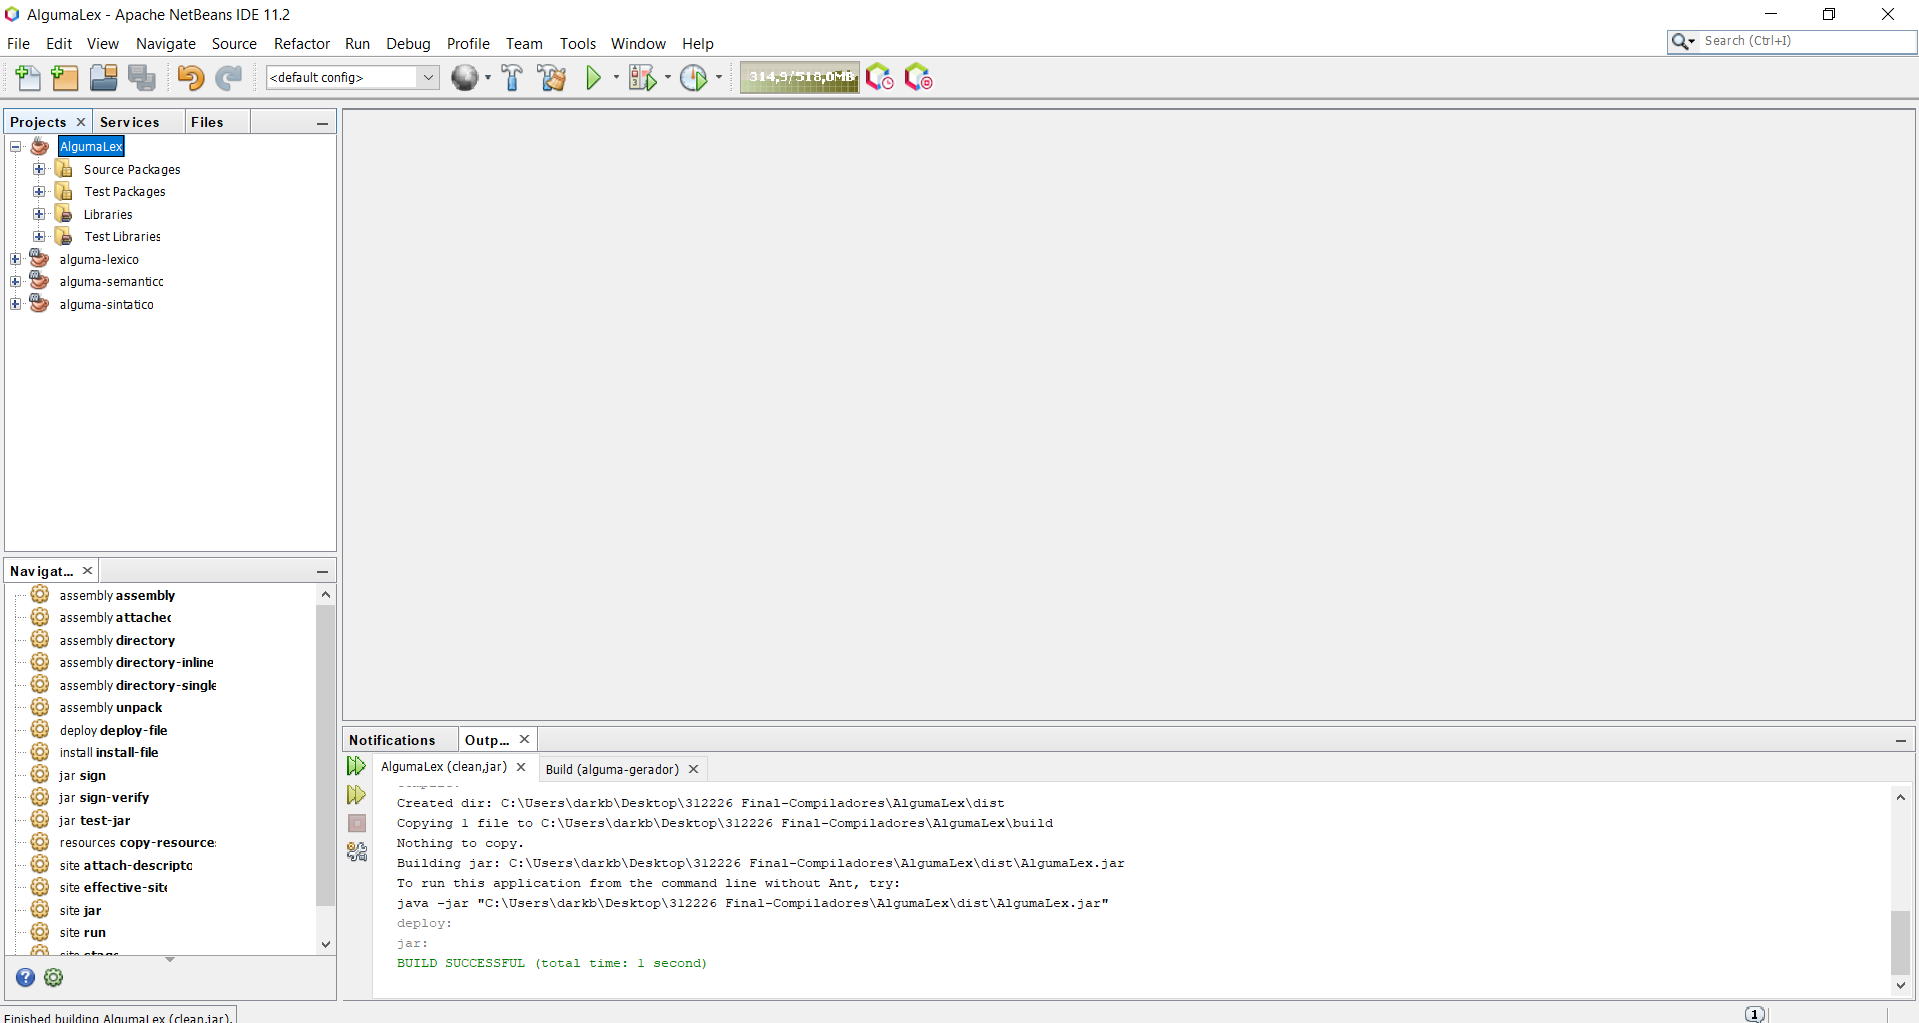 AlgumaLex - Apache NetBeans IDE 11.2
File Edit View Navigate Source Refactor Run Debug Profile Team Tools Window Help
Search (Ctrl+I)
<default config>
314,9/518,0MB
Projects Services Files
AlgumaLex
Source Packages
Test Packages
Libraries
Test Libraries
alguma-lexico
alguma-semantico
alguma-sintatico
Navigat...
assembly assembly
assembly attached
assembly directory
assembly directory-inline
assembly directory-single
assembly unpack
deploy deploy-file
install install-file
jar sign
jar sign-verify
jar test-jar
resources copy-resource
site attach-descripto
site effective-site
site jar
site run
site stage
Notifications Outp...
AlgumaLex (clean,jar) Build (alguma-gerador)
Created dir: C:\Users\darkb\Desktop\312226 Final-Compiladores\AlgumaLex\dist
Copying 1 file to C:\Users\darkb\Desktop\312226 Final-Compiladores\AlgumaLex\build
Nothing to copy.
Building jar: C:\Users\darkb\Desktop\312226 Final-Compiladores\AlgumaLex\dist\AlgumaLex.jar
To run this application from the command line without Ant, try:
java -jar "C:\Users\darkb\Desktop\312226 Final-Compiladores\AlgumaLex\dist\AlgumaLex.jar"
deploy:
jar:
BUILD SUCCESSFUL (total time: 1 second)
Finished building AlgumaLex (clean,jar).
1